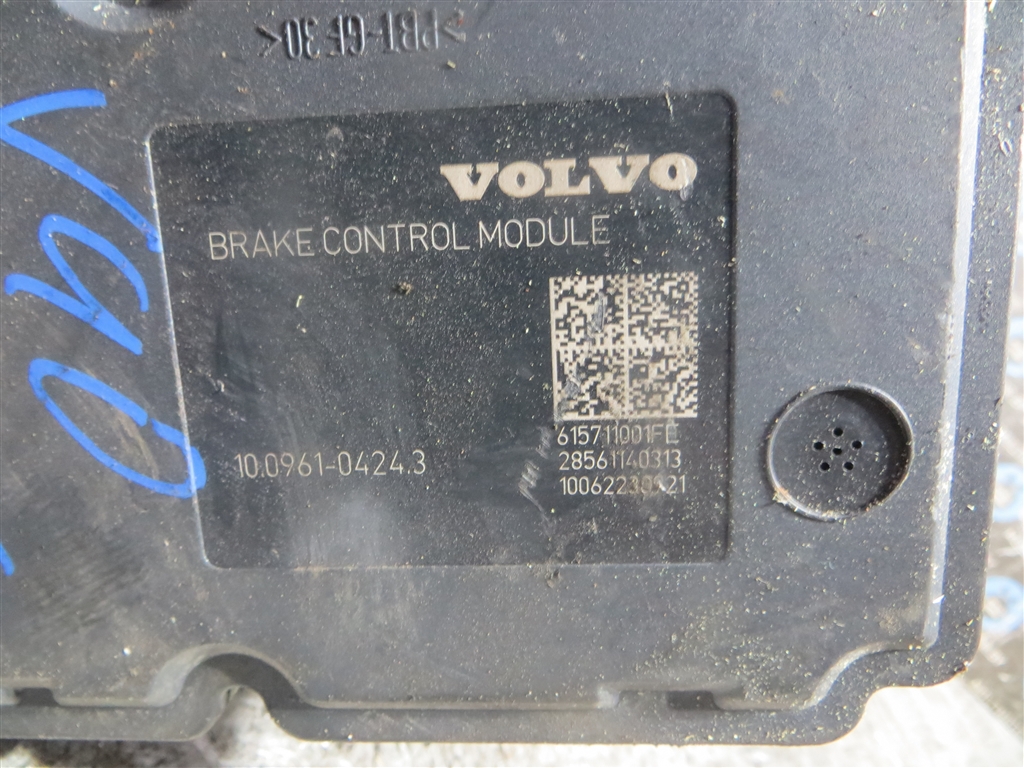 >PBT-GF30<
VOLVO
BRAKE CONTROL MODULE
10.0961-0424.3
615711001FE
28561140313